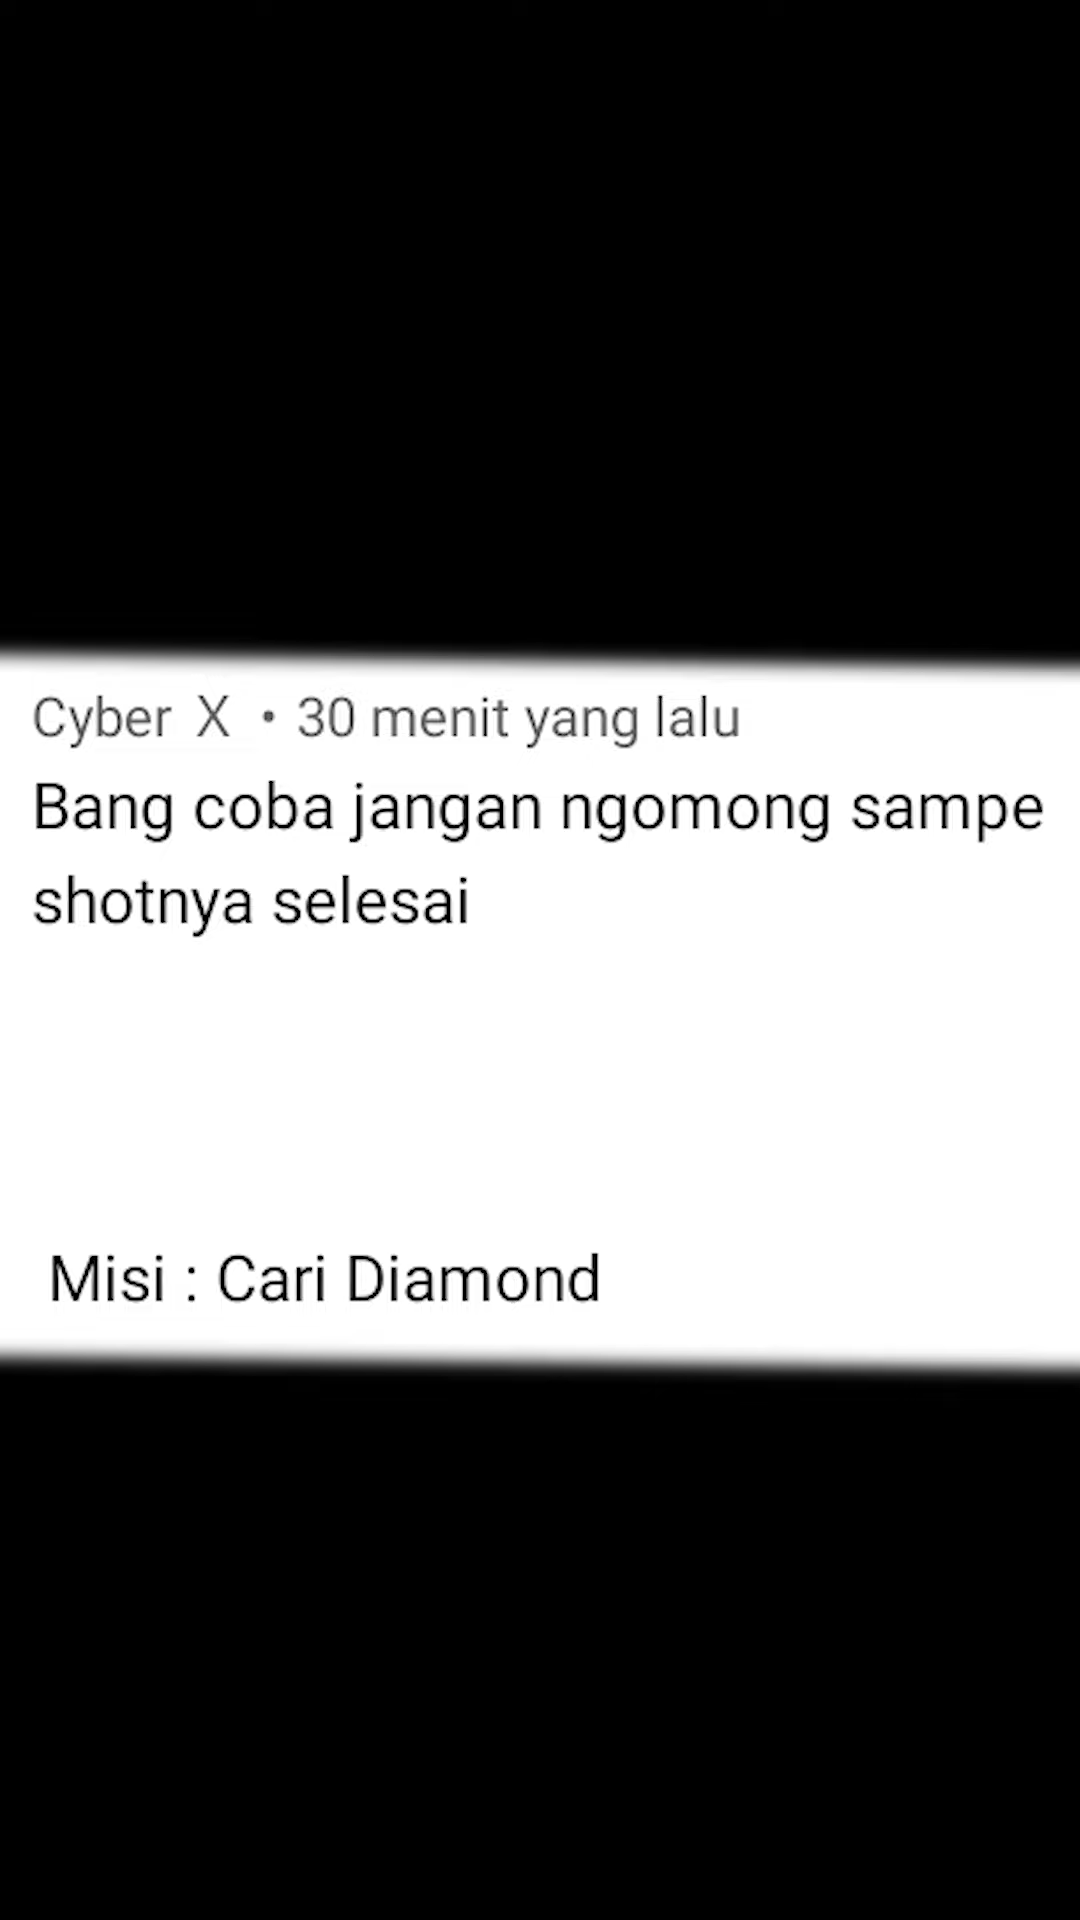 Cyber X • 30 menit yang lalu
Bang coba jangan ngomong sampe
shotnya selesai
Misi : Cari Diamond